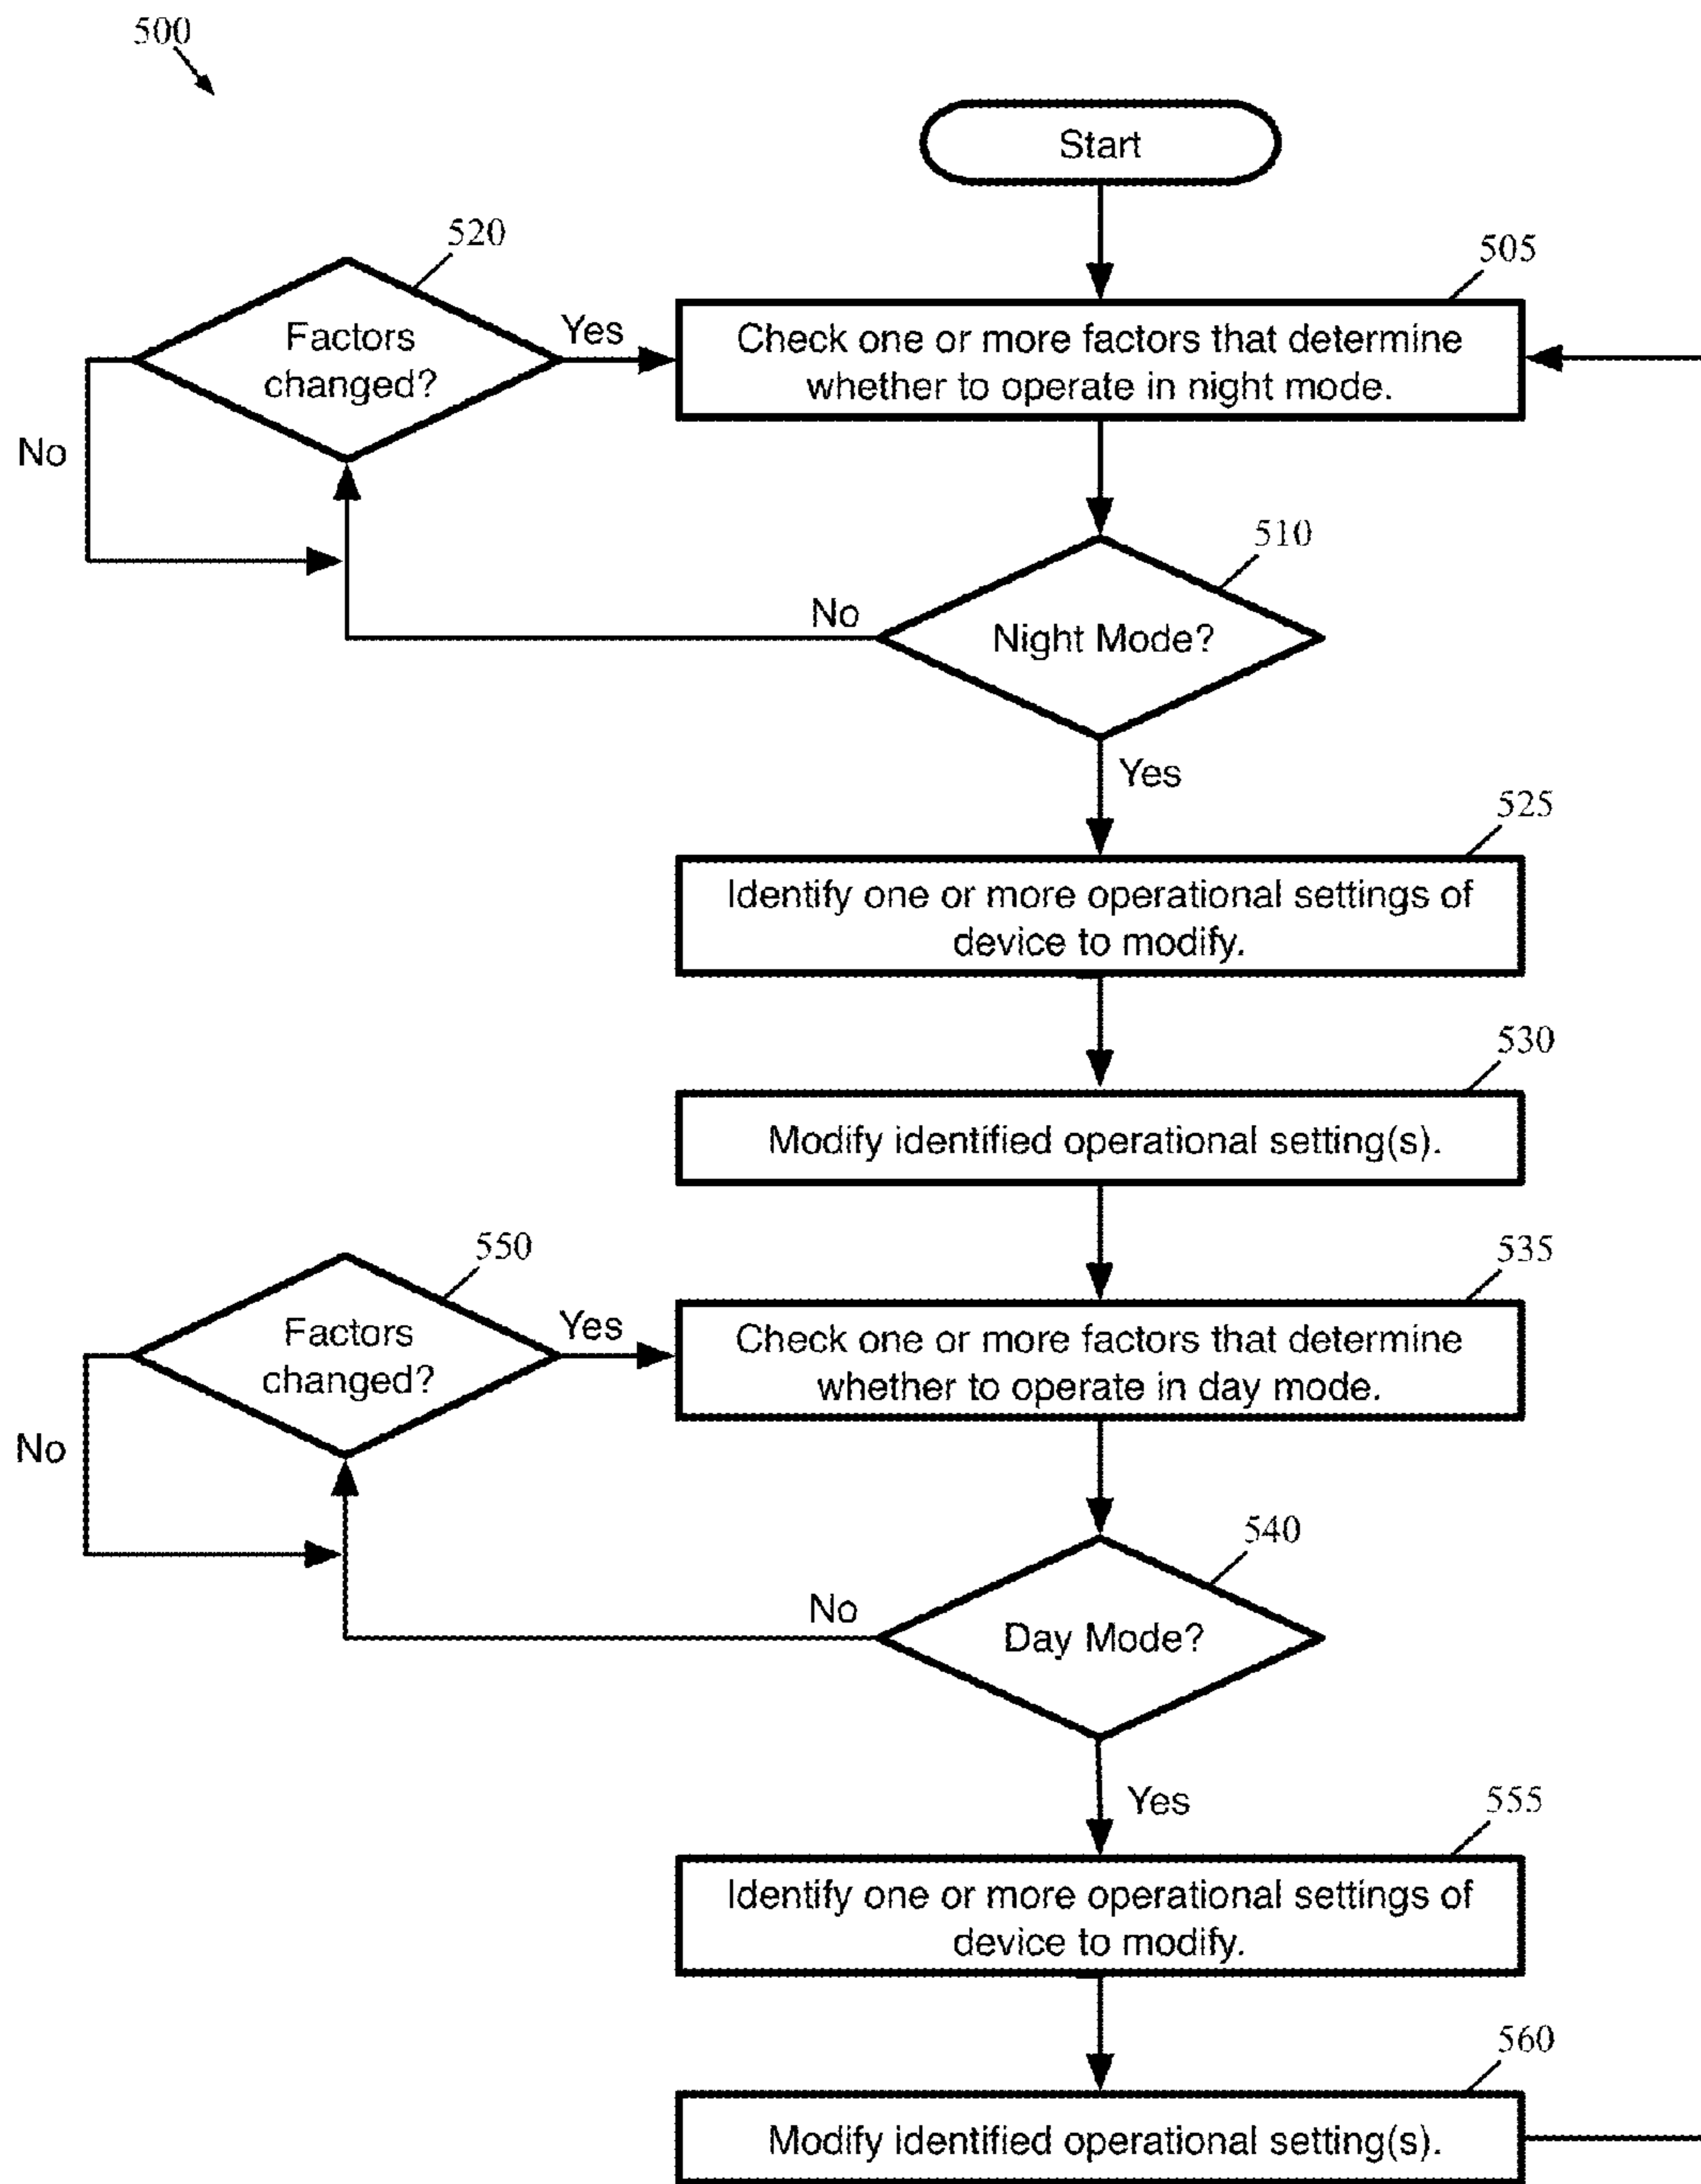 500
Start
520
505
Factors
changed?
Yes
Check one or more factors that determine
whether to operate in night mode.
No
510
No
Night Mode?
Yes
525
Identify one or more operational settings of
device to modify.
530
Modify identified operational setting(s).
550
535
Factors
changed?
Yes
Check one or more factors that determine
whether to operate in day mode.
No
540
No
Day Mode?
Yes
555
Identify one or more operational settings of
device to modify.
560
Modify identified operational setting(s).